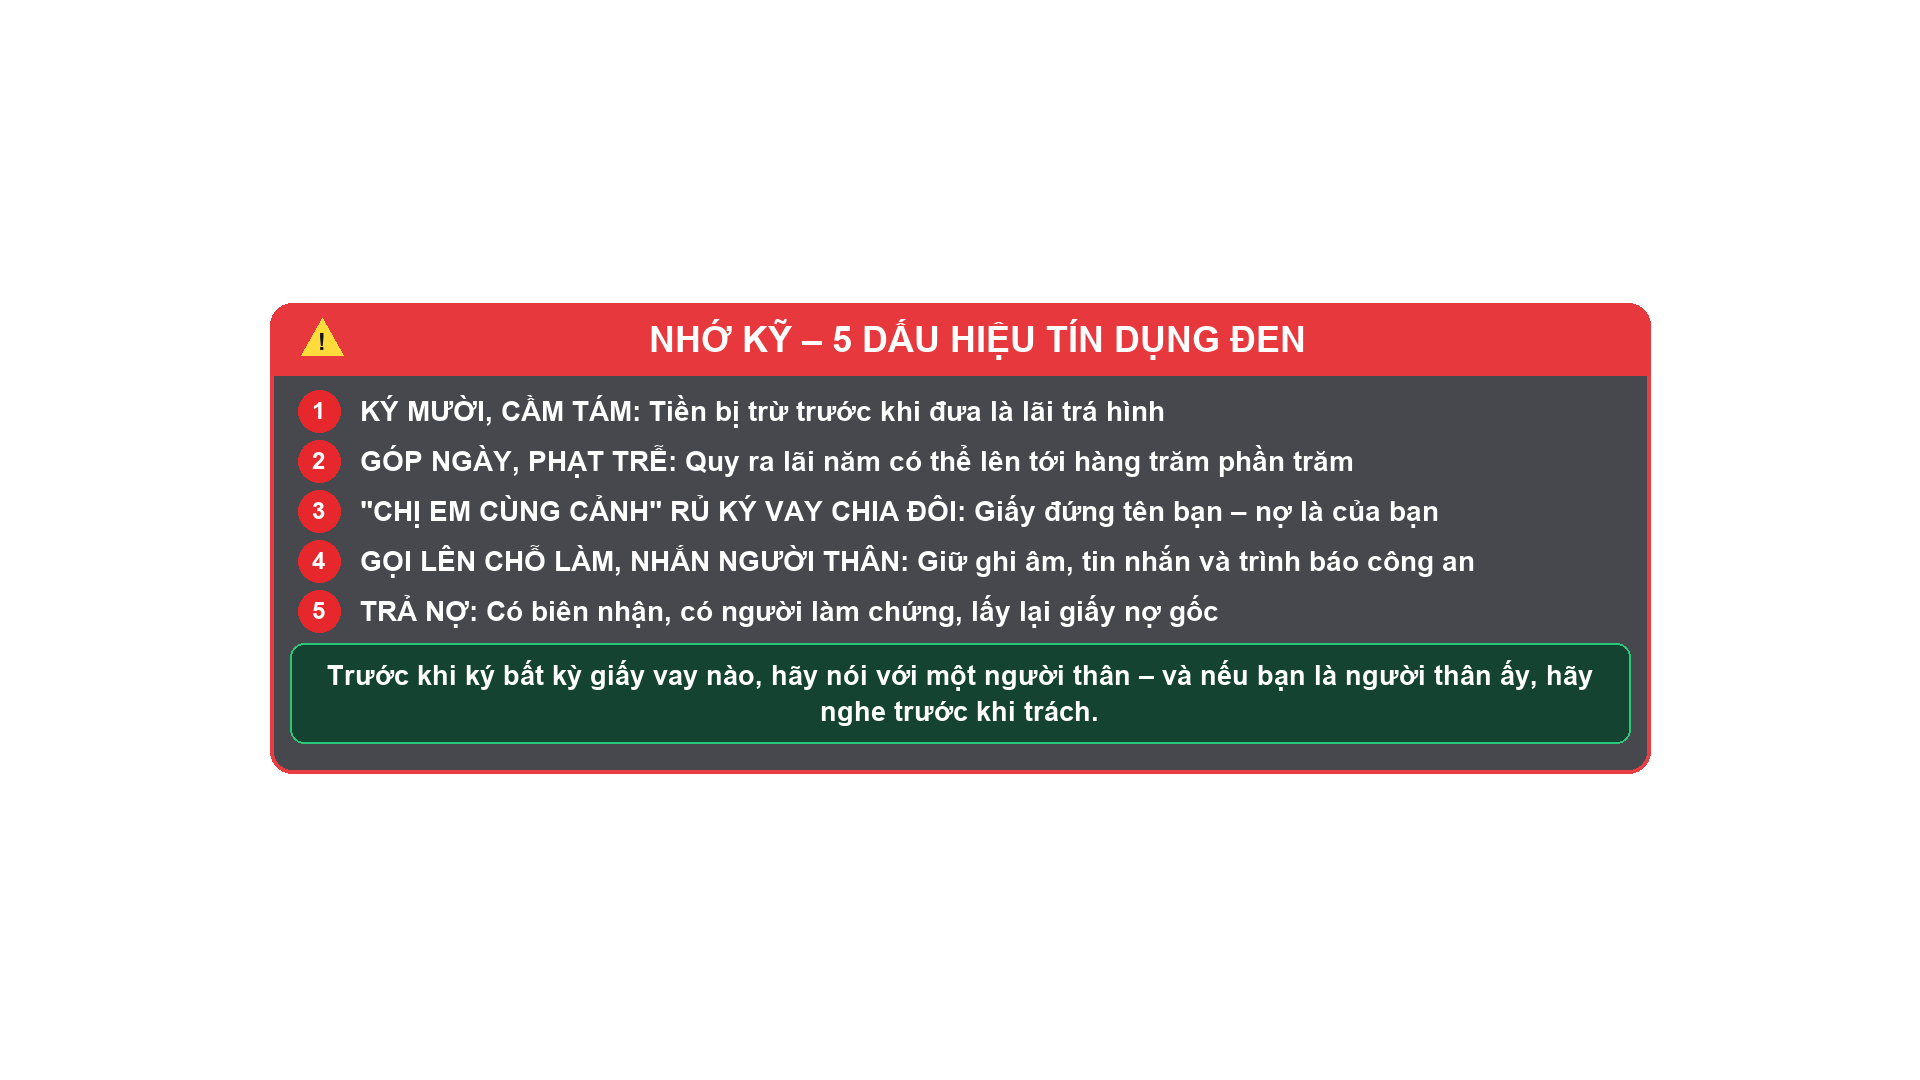 NHỚ KỸ – 5 DẤU HIỆU TÍN DỤNG ĐEN
1 KÝ MƯỜI, CẦM TÁM: Tiền bị trừ trước khi đưa là lãi trá hình
2 GÓP NGÀY, PHẠT TRỄ: Quy ra lãi năm có thể lên tới hàng trăm phần trăm
3 "CHỊ EM CÙNG CẢNH" RỦ KÝ VAY CHIA ĐÔI: Giấy đứng tên bạn – nợ là của bạn
4 GỌI LÊN CHỖ LÀM, NHẮN NGƯỜI THÂN: Giữ ghi âm, tin nhắn và trình báo công an
5 TRẢ NỢ: Có biên nhận, có người làm chứng, lấy lại giấy nợ gốc
Trước khi ký bất kỳ giấy vay nào, hãy nói với một người thân – và nếu bạn là người thân ấy, hãy
nghe trước khi trách.